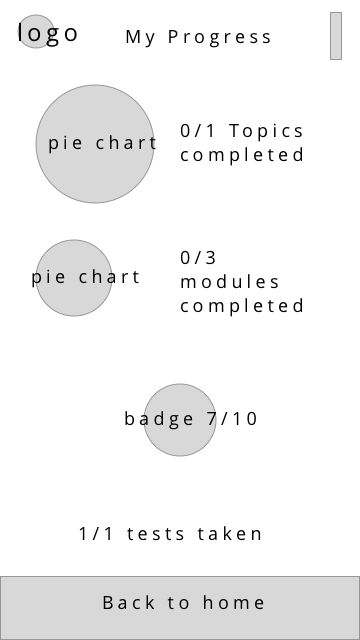 logo
My Progress
pie chart
0/1 Topics
completed
pie chart
0/3
modules
completed
badge 7/10
1/1 tests taken
Back to home